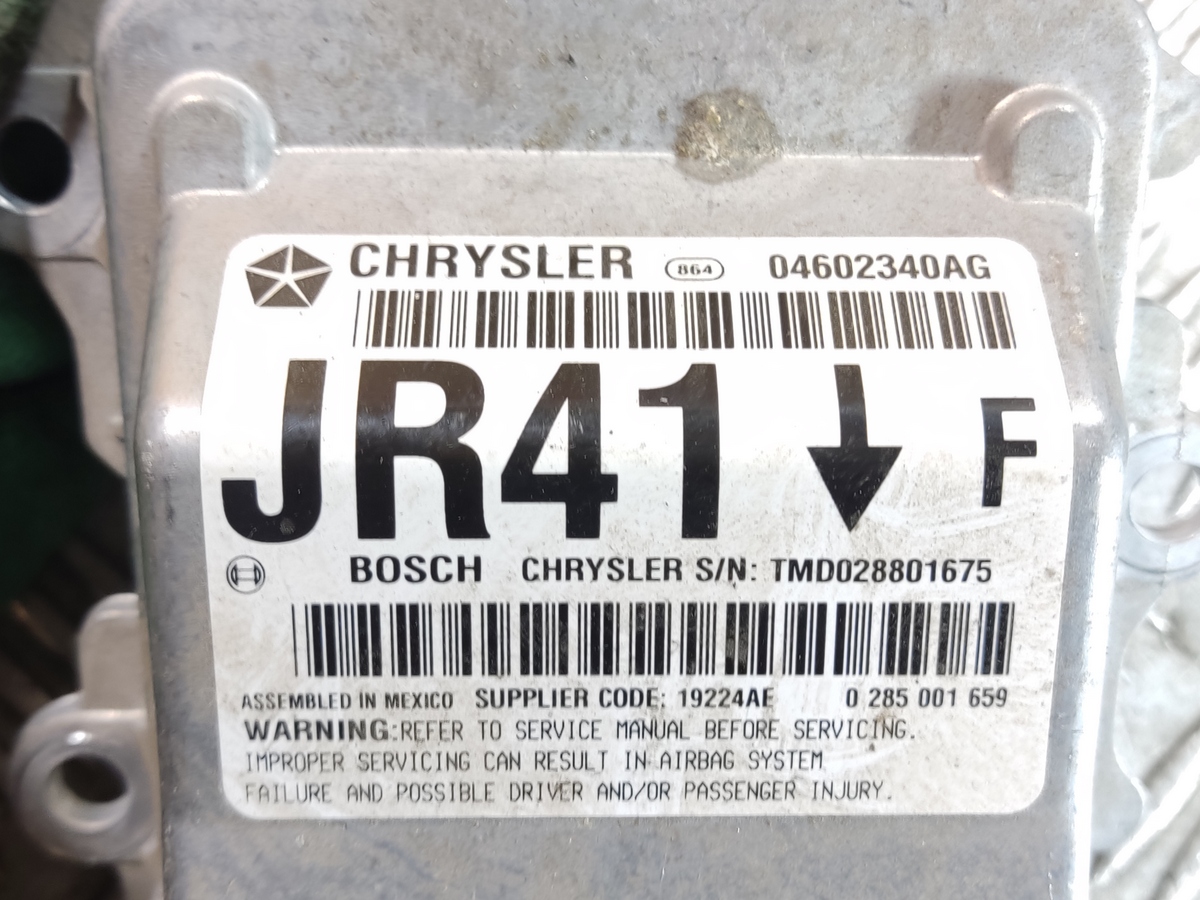 CHRYSLER 864 04602340AG
JR41 F
BOSCH CHRYSLER S/N: TMD028801675
ASSEMBLED IN MEXICO SUPPLIER CODE: 19224AE 0 285 001 659
WARNING:REFER TO SERVICE MANUAL BEFORE SERVICING.
IMPROPER SERVICING CAN RESULT IN AIRBAG SYSTEM
FAILURE AND POSSIBLE DRIVER AND/OR PASSENGER INJURY.